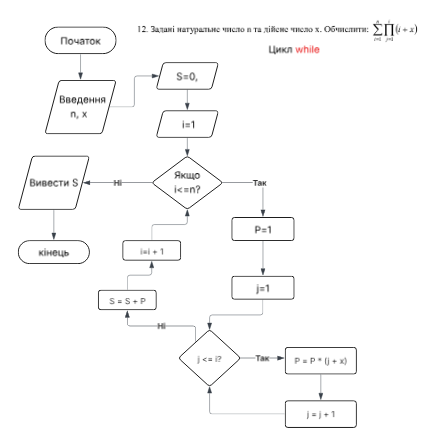 12. Задані натуральне число n та дійсне число x. Обчислити: $\sum_{i=1}^{n}\prod_{j=1}^{i}(i+x)$
Цикл while
Початок
Введення
n, x
S=0,
i=1
Якщо
i<=n?
Ні
Так
Вивести S
кінець
P=1
j=1
i=i + 1
S = S + P
Ні
j <= i?
Так
P = P * (j + x)
j = j + 1